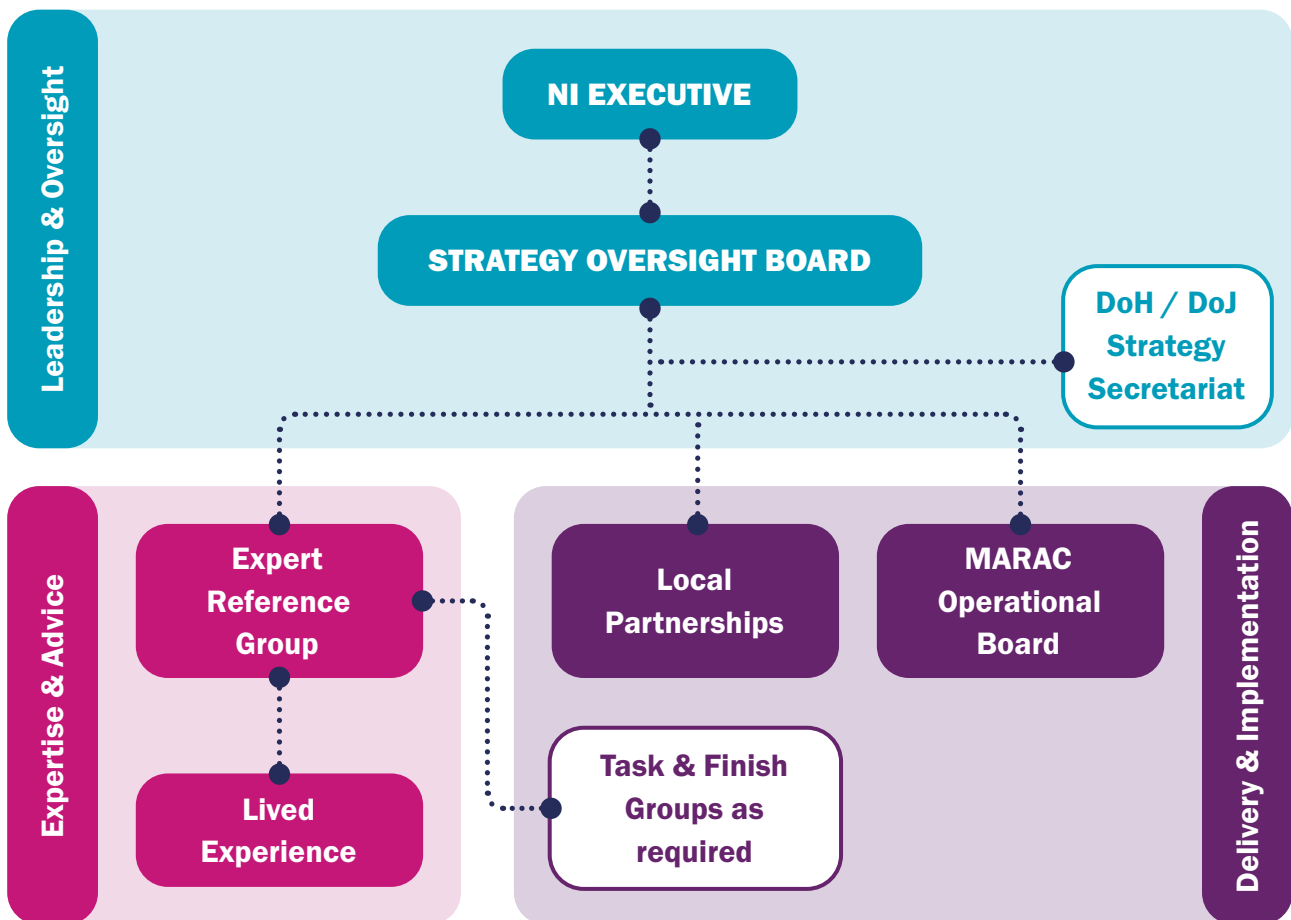 Leadership & Oversight
NI EXECUTIVE
STRATEGY OVERSIGHT BOARD
DoH / DoJ
Strategy
Secretariat
Expertise & Advice
Expert
Reference
Group
Lived
Experience
Local
Partnerships
MARAC
Operational
Board
Task & Finish
Groups as
required
Delivery & Implementation